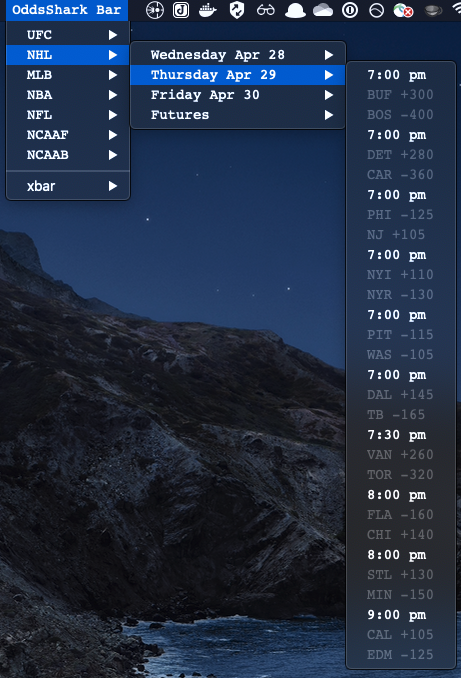 OddsShark Bar
UFC
NHL
MLB
NBA
NFL
NCAAF
NCAAB
xbar
Wednesday Apr 28
Thursday Apr 29
Friday Apr 30
Futures
7:00 pm
BUF +300
BOS -400
7:00 pm
DET +280
CAR -360
7:00 pm
PHI -125
NJ +105
7:00 pm
NYI +110
NYR -130
7:00 pm
PIT -115
WAS -105
7:00 pm
DAL +145
TB -165
7:30 pm
VAN +260
TOR -320
8:00 pm
FLA -160
CHI +140
8:00 pm
STL +130
MIN -150
9:00 pm
CAL +105
EDM -125